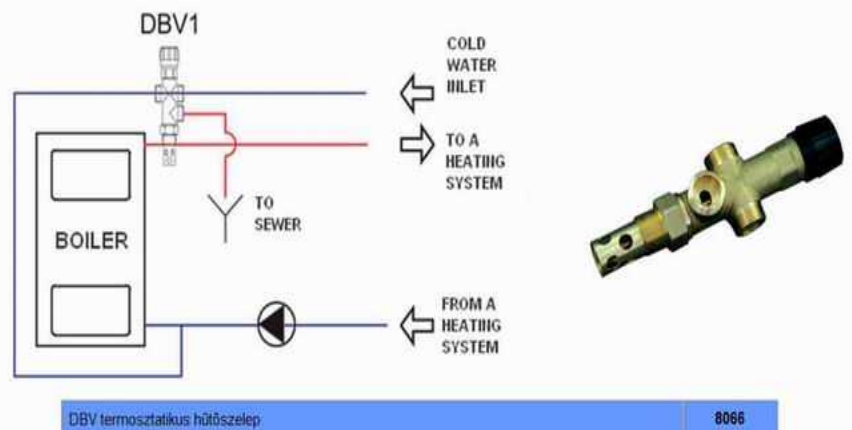 DBV1
COLD
WATER
INLET
TO A
HEATING
SYSTEM
TO
SEWER
BOILER
FROM A
HEATING
SYSTEM
DBV termosztatikus hűtőszelep 8066